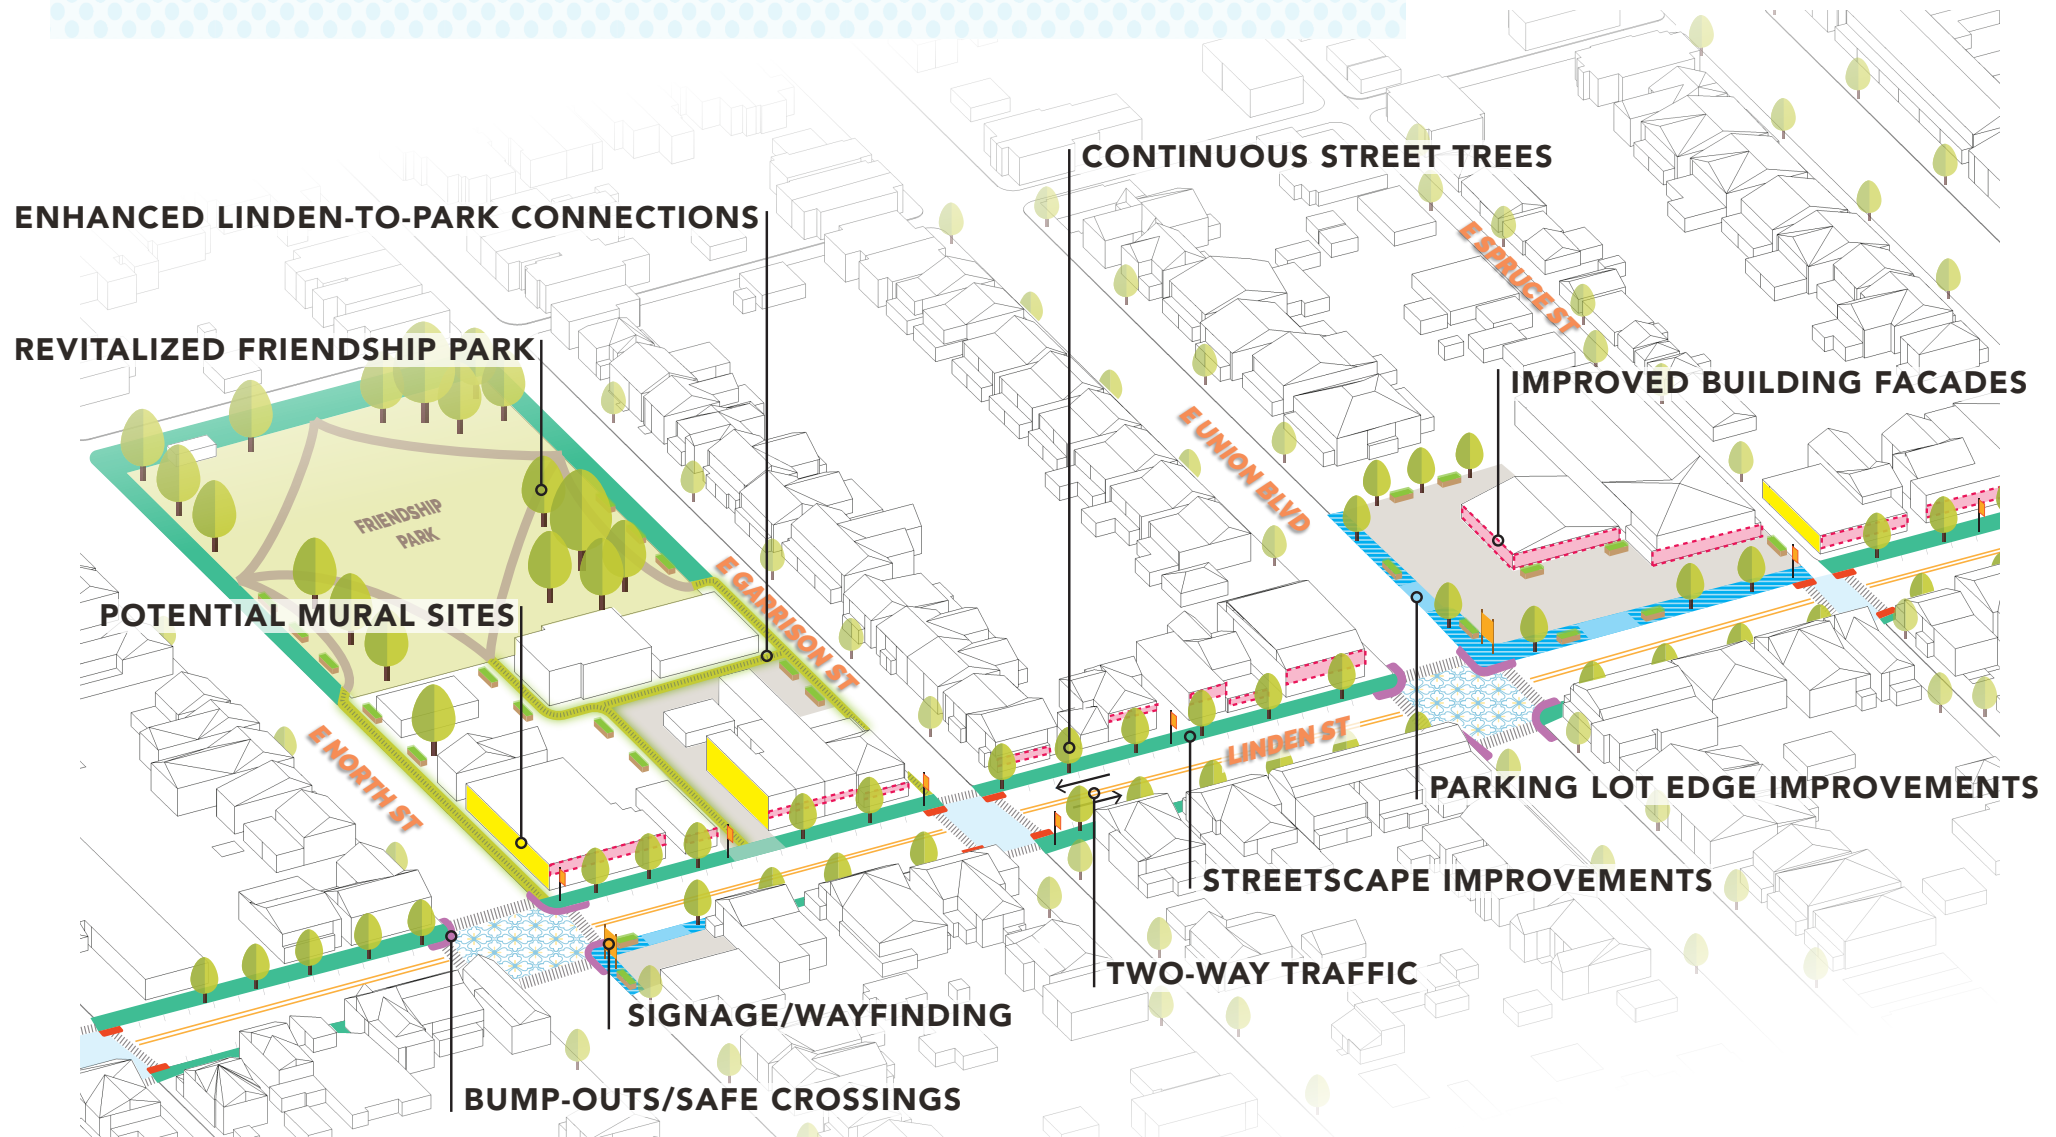 CONTINUOUS STREET TREES
ENHANCED LINDEN-TO-PARK CONNECTIONS
E SPRUCE ST
REVITALIZED FRIENDSHIP PARK
IMPROVED BUILDING FACADES
E UNION BLVD
FRIENDSHIP
PARK
E GARRISON ST
POTENTIAL MURAL SITES
E NORTH ST
LINDEN ST
PARKING LOT EDGE IMPROVEMENTS
STREETSCAPE IMPROVEMENTS
TWO-WAY TRAFFIC
SIGNAGE/WAYFINDING
BUMP-OUTS/SAFE CROSSINGS